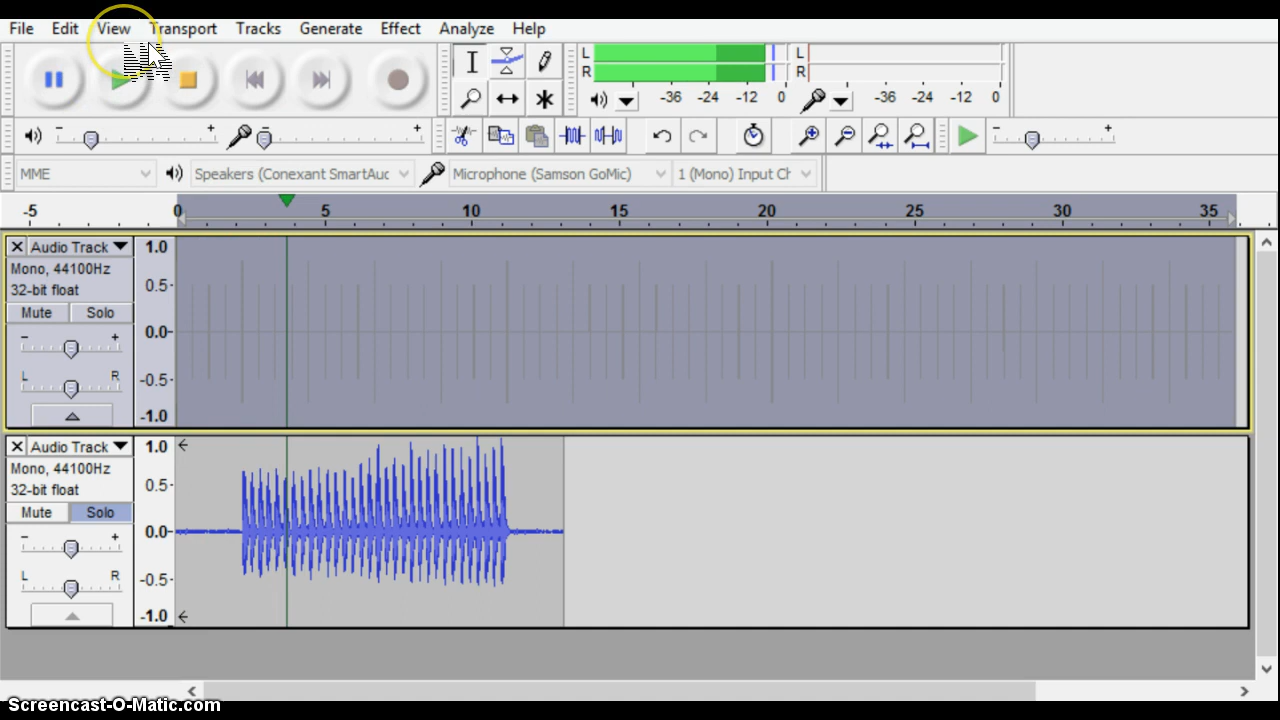 File Edit View Transport Tracks Generate Effect Analyze Help
L R -36 -24 -12 0 L R -36 -24 -12 0
- + - + - +
MME Speakers (Conexant SmartAuc Microphone (Samson GoMic) 1 (Mono) Input Ch
-5 0 5 10 15 20 25 30 35
X Audio Track 1.0
Mono, 44100Hz
32-bit float 0.5-
Mute Solo
- + 0.0-
L R -0.5-
-1.0
X Audio Track 1.0
Mono, 44100Hz
32-bit float 0.5-
Mute Solo
- + 0.0-
L R -0.5-
-1.0
Screencast-O-Matic.com